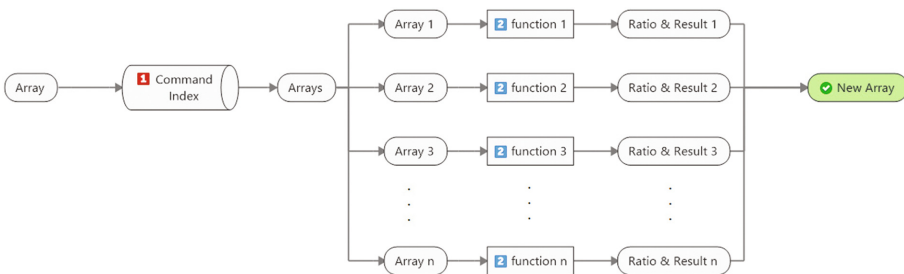 Array
1 Command
Index
Arrays
Array 1
2 function 1
Ratio & Result 1
Array 2
2 function 2
Ratio & Result 2
New Array
Array 3
2 function 3
Ratio & Result 3
Array n
2 function n
Ratio & Result n